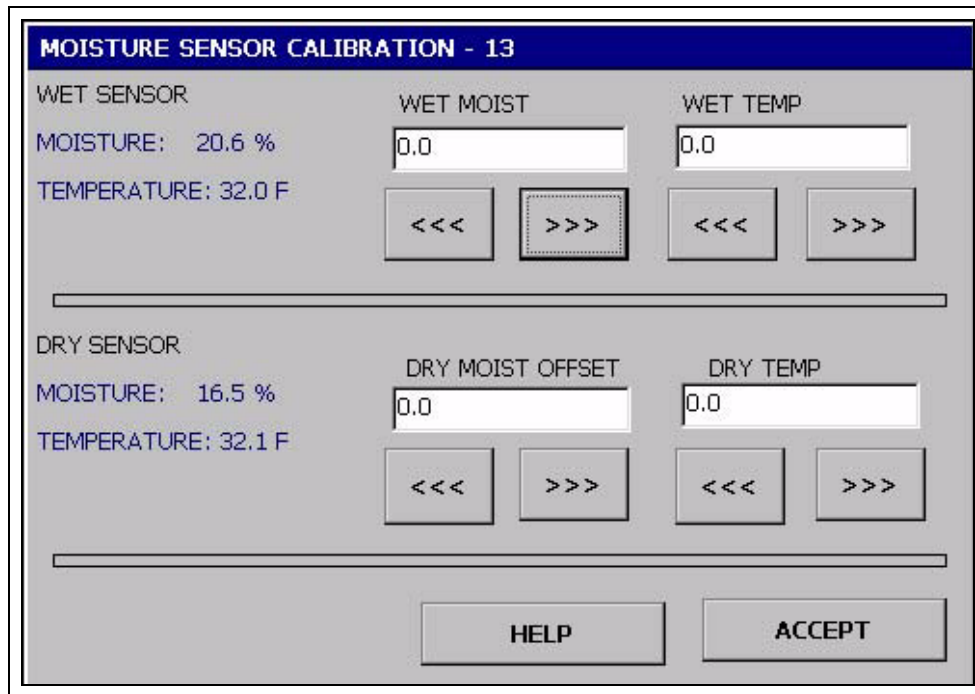 MOISTURE SENSOR CALIBRATION - 13
WET SENSOR
MOISTURE: 20.6 %
TEMPERATURE: 32.0 F
WET MOIST
0.0
<<< >>>
WET TEMP
0.0
<<< >>>
DRY SENSOR
MOISTURE: 16.5 %
TEMPERATURE: 32.1 F
DRY MOIST OFFSET
0.0
<<< >>>
DRY TEMP
0.0
<<< >>>
HELP
ACCEPT